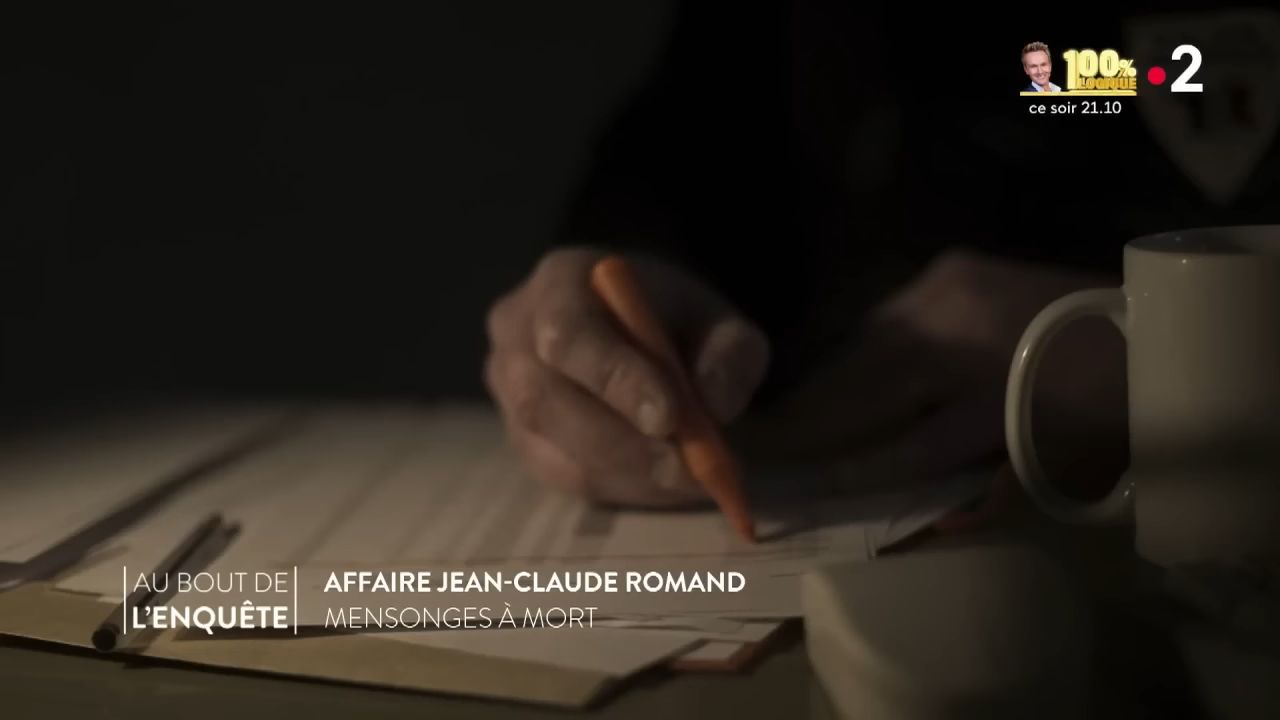 100%
LOGIQUE
2
ce soir 21.10
AU BOUT DE
L'ENQUÊTE
AFFAIRE JEAN-CLAUDE ROMAND
MENSONGES À MORT